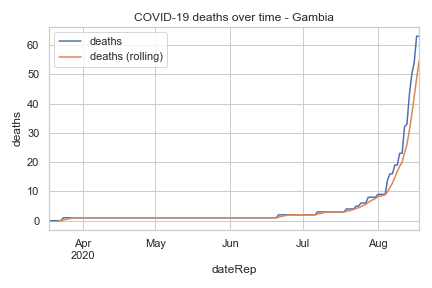 COVID-19 deaths over time - Gambia
deaths
deaths (rolling)
deaths
60
50
40
30
20
10
0
Apr
2020
May
Jun
Jul
Aug
dateRep